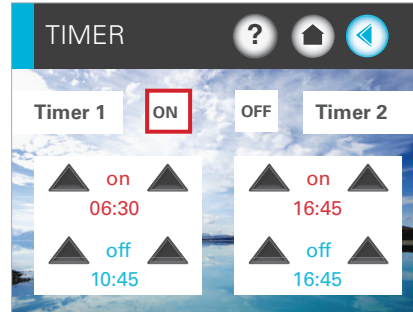 TIMER ?
Timer 1 ON OFF Timer 2
on on
06:30 16:45
off off
10:45 16:45